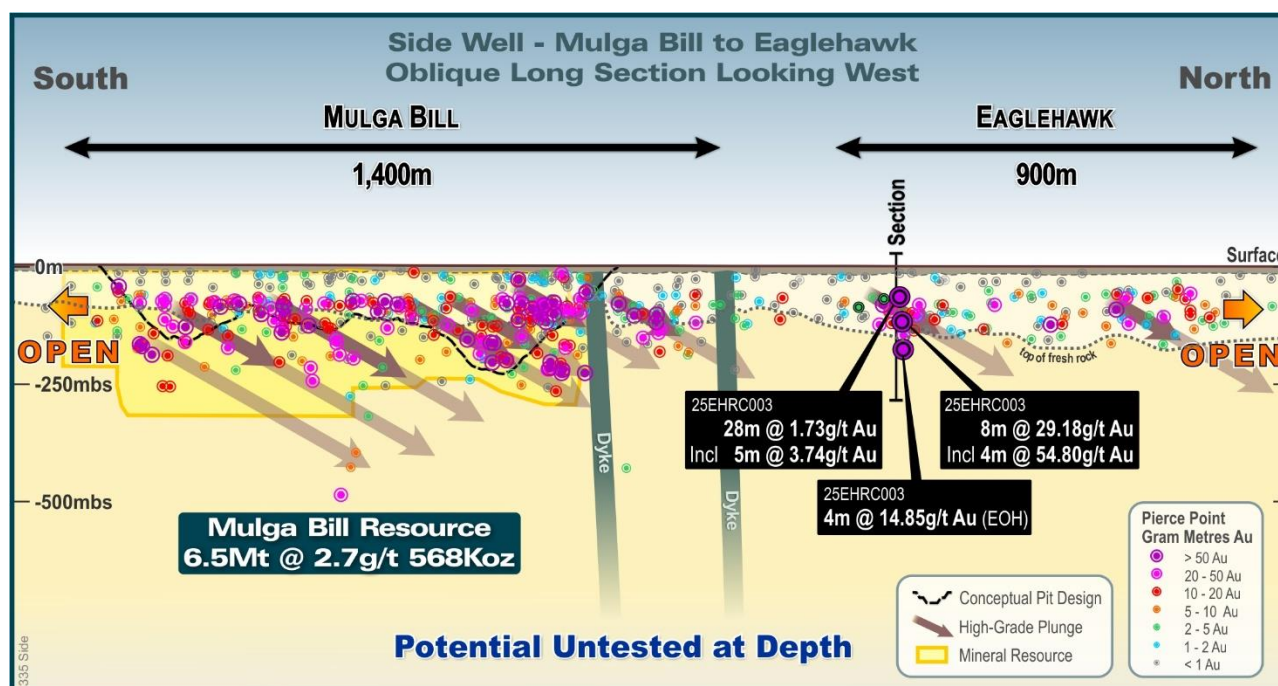 Side Well - Mulga Bill to Eaglehawk
Oblique Long Section Looking West
South
North
MULGA BILL
EAGLEHAWK
1,400m
900m
Section
0m
Surface
OPEN
OPEN
top of fresh rock
-250mbs
25EHRC003
28m @ 1.73g/t Au
Incl 5m @ 3.74g/t Au
25EHRC003
8m @ 29.18g/t Au
Incl 4m @ 54.80g/t Au
Dyke
Dyke
-500mbs
25EHRC003
4m @ 14.85g/t Au (EOH)
Mulga Bill Resource
6.5Mt @ 2.7g/t 568Koz
Potential Untested at Depth
Conceptual Pit Design
High-Grade Plunge
Mineral Resource
Pierce Point
Gram Metres Au
> 50 Au
20 - 50 Au
10 - 20 Au
5 - 10 Au
2 - 5 Au
1 - 2 Au
< 1 Au
335 Side